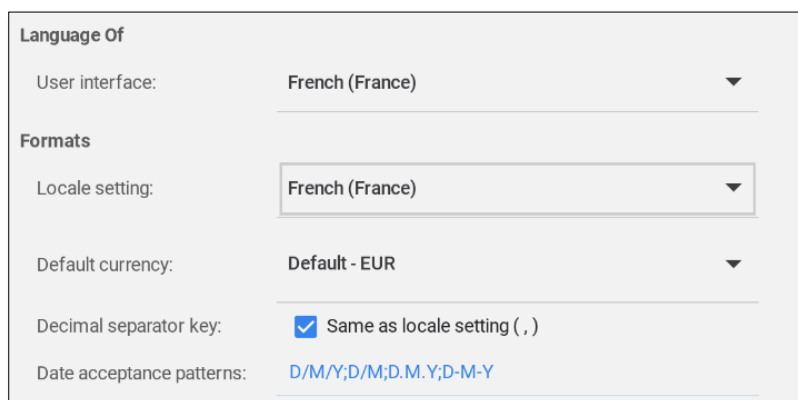 Language Of
User interface: French (France)
Formats
Locale setting: French (France)
Default currency: Default - EUR
Decimal separator key: Same as locale setting ( , )
Date acceptance patterns: D/M/Y;D/M;D.M.Y;D-M-Y